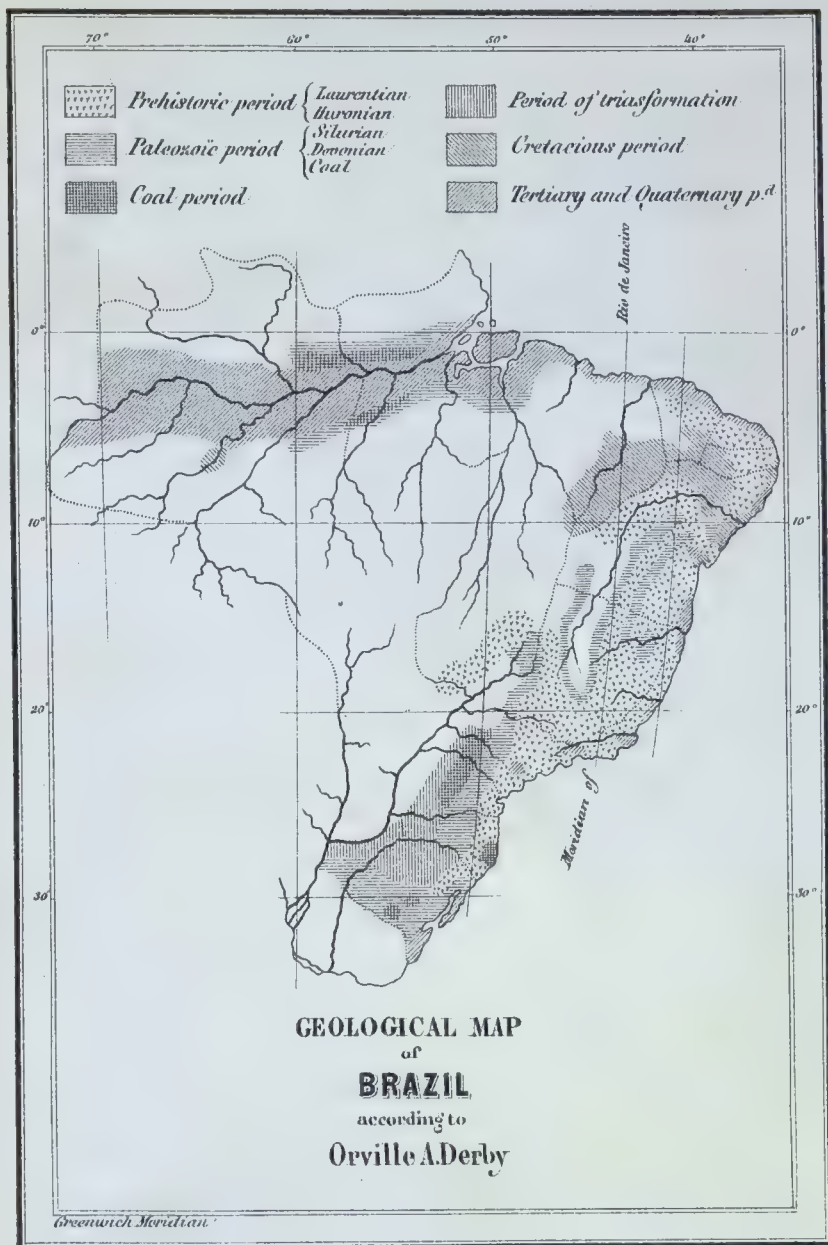 70° 60° 50° 40°
Prehistoric period { Laurentian
Huronian
Paleozoïc period { Silurian
Devonian
Coal
Coal period
Period of triasformation
Cretacious period
Tertiary and Quaternary p.d
Rio de Janeiro
0° 0°
10° 10°
20° 20°
Meridian of
30° 30°
GEOLOGICAL MAP
of
BRAZIL
according to
Orville A. Derby
Greenwich Meridian